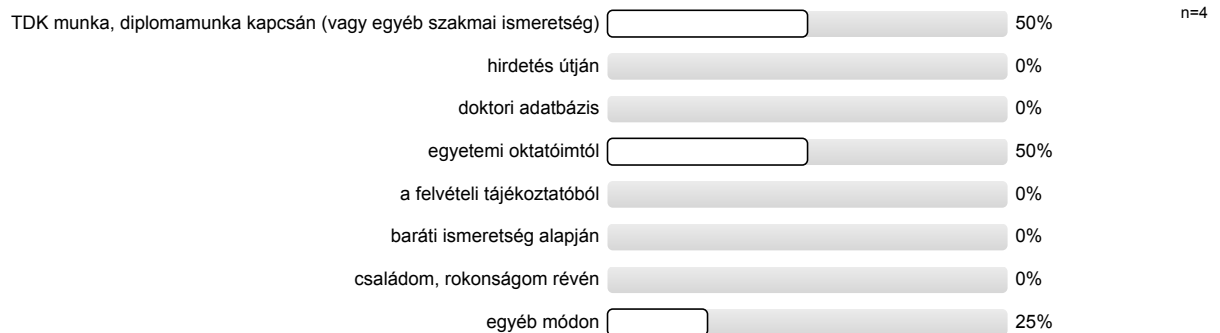 TDK munka, diplomamunka kapcsán (vagy egyéb szakmai ismeretség) 50% n=4
hirdetés útján 0%
doktori adatbázis 0%
egyetemi oktatóimtól 50%
a felvételi tájékoztatóból 0%
baráti ismeretség alapján 0%
családom, rokonságom révén 0%
egyéb módon 25%